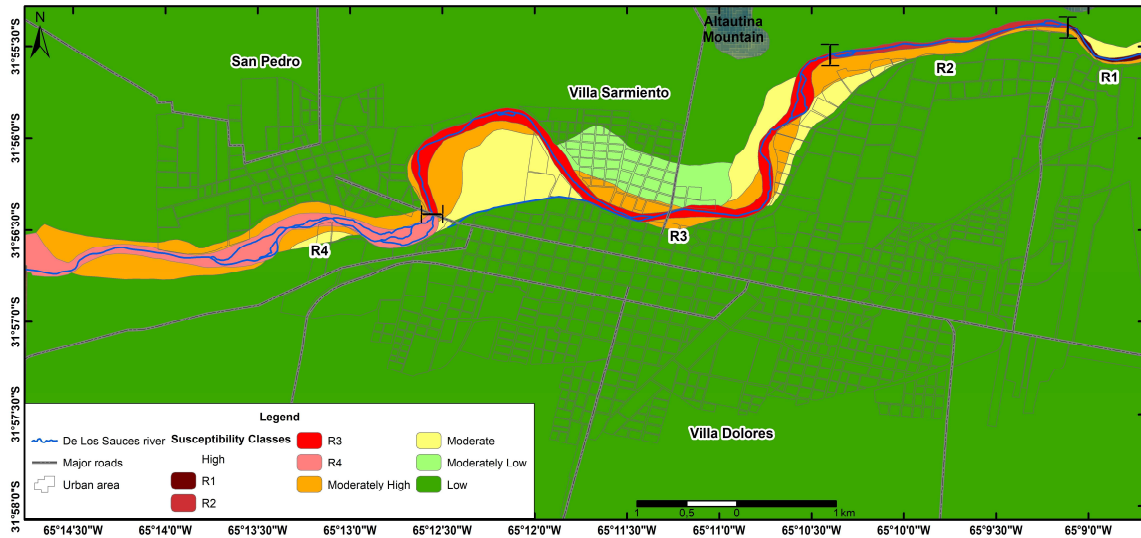 N
Altautina
Mountain
San Pedro
Villa Sarmiento
R2
R1
R3
R4
Villa Dolores
31°55'30"S
31°56'0"S
31°56'30"S
31°57'0"S
31°57'30"S
31°58'0"S
Legend
De Los Sauces river
Major roads
Urban area
Susceptibility Classes
High
R1
R2
R3
R4
Moderately High
Moderate
Moderately Low
Low
1 0,5 0 1 km
65°14'30"W 65°14'0"W 65°13'30"W 65°13'0"W 65°12'30"W 65°12'0"W 65°11'30"W 65°11'0"W 65°10'30"W 65°10'0"W 65°9'30"W 65°9'0"W